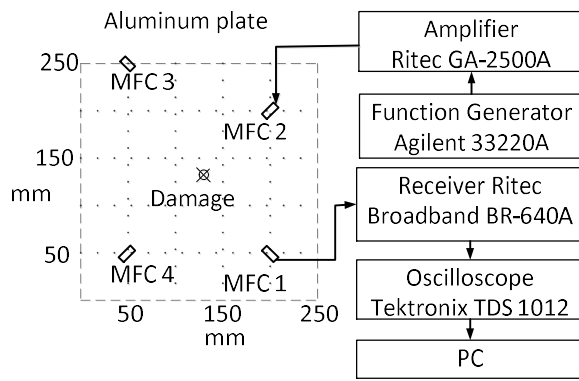 Aluminum plate
250
150
mm
50
50
150
250
mm
MFC 3
MFC 2
Damage
MFC 4
MFC 1
Amplifier
Ritec GA-2500A
Function Generator
Agilent 33220A
Receiver Ritec
Broadband BR-640A
Oscilloscope
Tektronix TDS 1012
PC